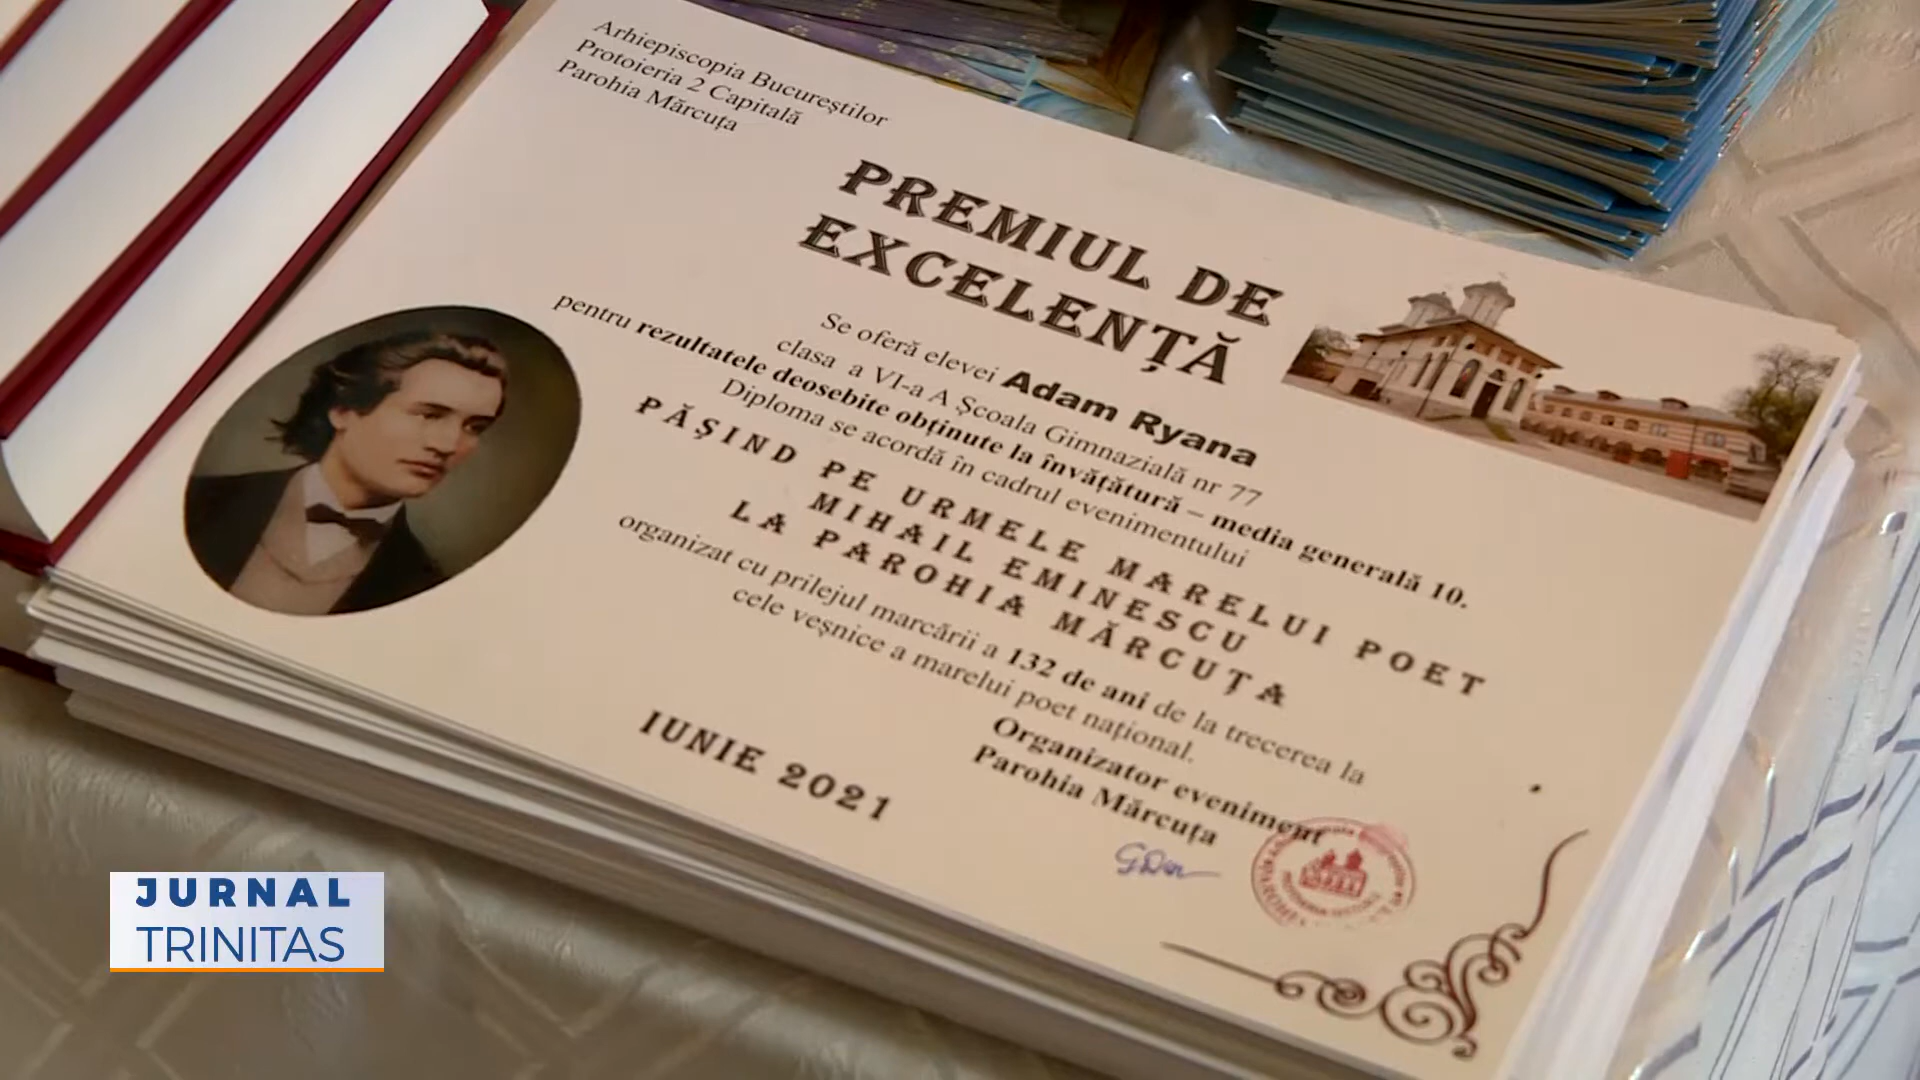 Arhiepiscopia Bucureștilor
Protoieria 2 Capitală
Parohia Mărcuța
PREMIUL DE
EXCELENȚĂ
Se oferă elevei Adam Ryana
clasa a VI-a A Școala Gimnazială nr 77
pentru rezultatele deosebite obținute la învățătură – media generală 10.
Diploma se acordă în cadrul evenimentului
PĂȘIND PE URMELE MARELUI POET
MIHAIL EMINESCU
LA PAROHIA MĂRCUȚA
organizat cu prilejul marcării a 132 de ani de la trecerea la
cele veșnice a marelui poet național.
Organizator eveniment
Parohia Mărcuța
IUNIE 2021
JURNAL
TRINITAS